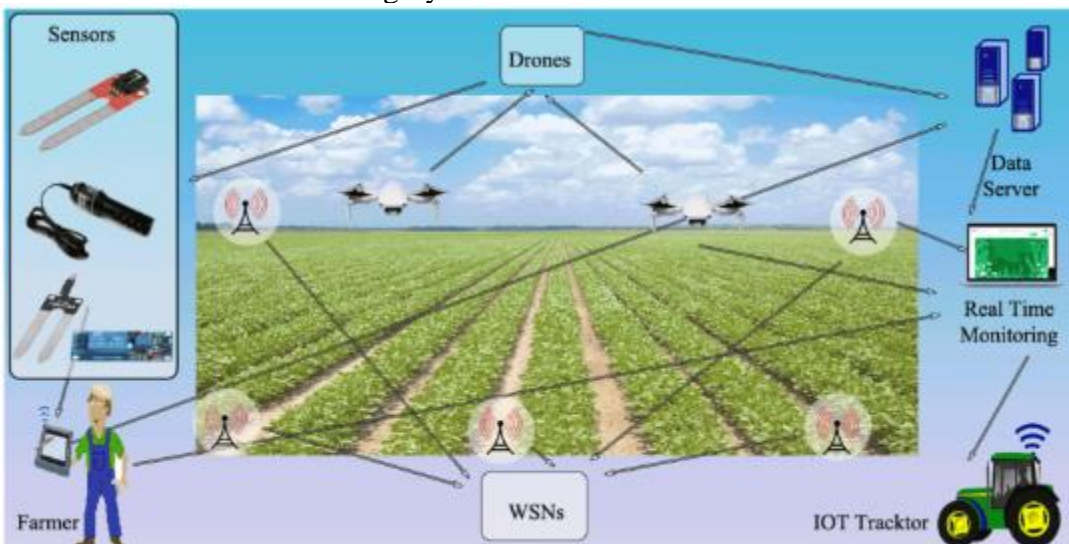 Sensors
Drones
Data
Server
Real Time
Monitoring
Farmer
WSNs
IOT Tracktor